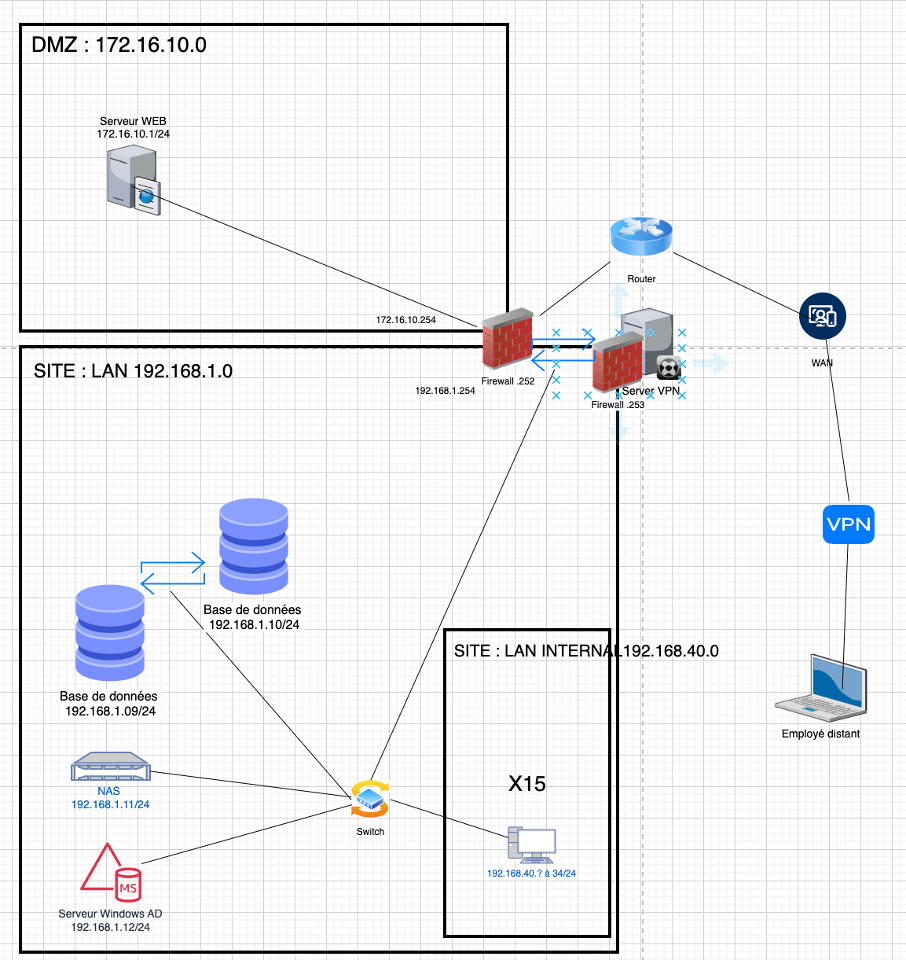 DMZ : 172.16.10.0
Serveur WEB
172.16.10.1/24
Router
172.16.10.254
WAN
SITE : LAN 192.168.1.0
Firewall .252
192.168.1.254
Server VPN
Firewall .253
VPN
Base de données
192.168.1.10/24
Base de données
192.168.1.09/24
SITE : LAN INTERNAL192.168.40.0
Employé distant
X15
NAS
192.168.1.11/24
Switch
192.168.40.? à 34/24
MS
Serveur Windows AD
192.168.1.12/24